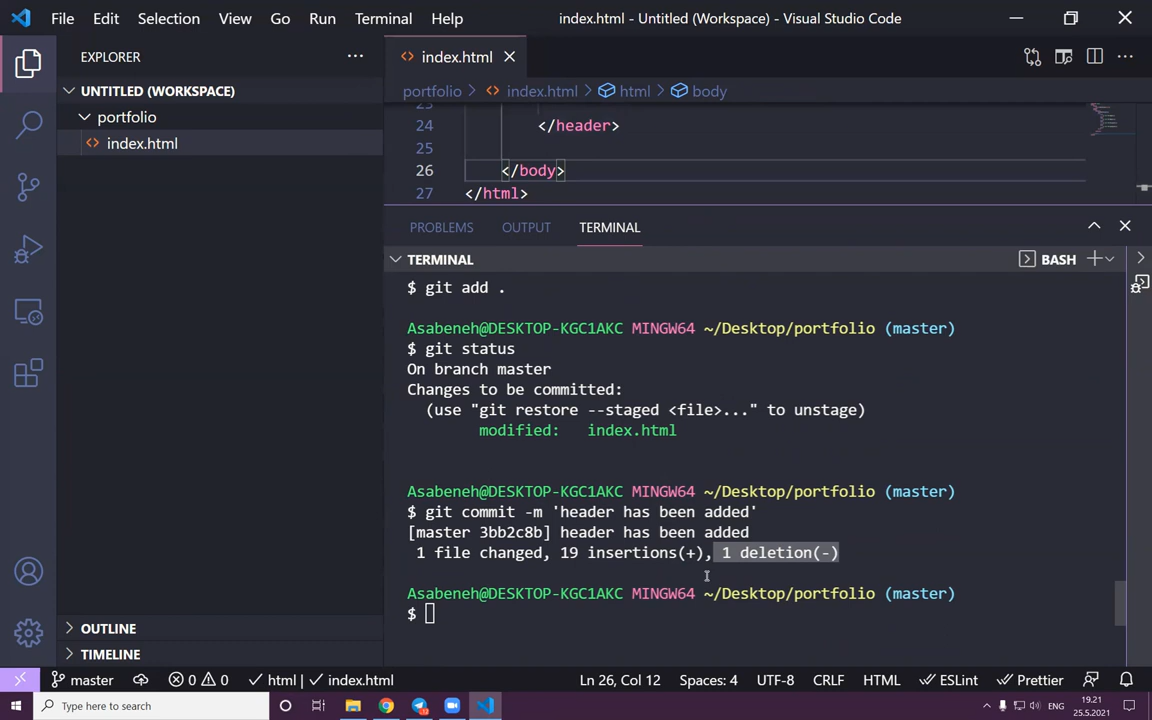 File Edit Selection View Go Run Terminal Help
index.html - Untitled (Workspace) - Visual Studio Code
EXPLORER
UNTITLED (WORKSPACE)
portfolio
<> index.html
<> index.html
portfolio > <> index.html > html > body
23
24 </header>
25
26 </body>
27 </html>
PROBLEMS OUTPUT TERMINAL
TERMINAL
BASH
$ git add .
Asabeneh@DESKTOP-KGC1AKC MINGW64 ~/Desktop/portfolio (master)
$ git status
On branch master
Changes to be committed:
(use "git restore --staged <file>..." to unstage)
modified: index.html
Asabeneh@DESKTOP-KGC1AKC MINGW64 ~/Desktop/portfolio (master)
$ git commit -m 'header has been added'
[master 3bb2c8b] header has been added
1 file changed, 19 insertions(+), 1 deletion(-)
Asabeneh@DESKTOP-KGC1AKC MINGW64 ~/Desktop/portfolio (master)
$
OUTLINE
TIMELINE
master 0 0 html | index.html Ln 26, Col 12 Spaces: 4 UTF-8 CRLF HTML ESLint Prettier
Type here to search
ENG
19.21
25.5.2021